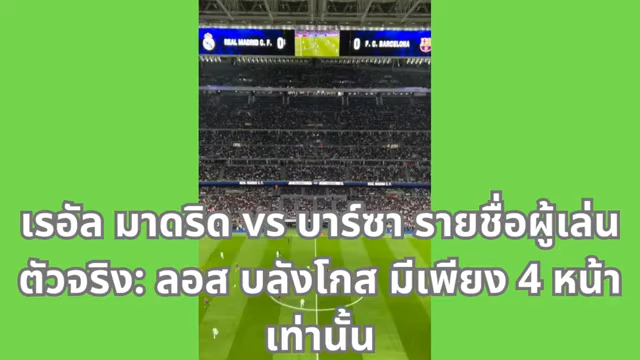 REAL MADRID C. F. 0
0 F. C. BARCELONA
เรอัล มาดริด vs บาร์ซา รายชื่อผู้เล่น
ตัวจริง: ลอส บลังโกส มีเพียง 4 หน้า
เท่านั้น